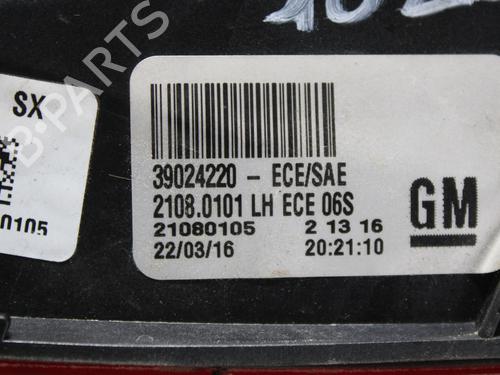 SX
0105
39024220 - ECE/SAE
2108.0101 LH ECE 06S
21080105 2 13 16
22/03/16 20:21:10
GM
B-PARTS